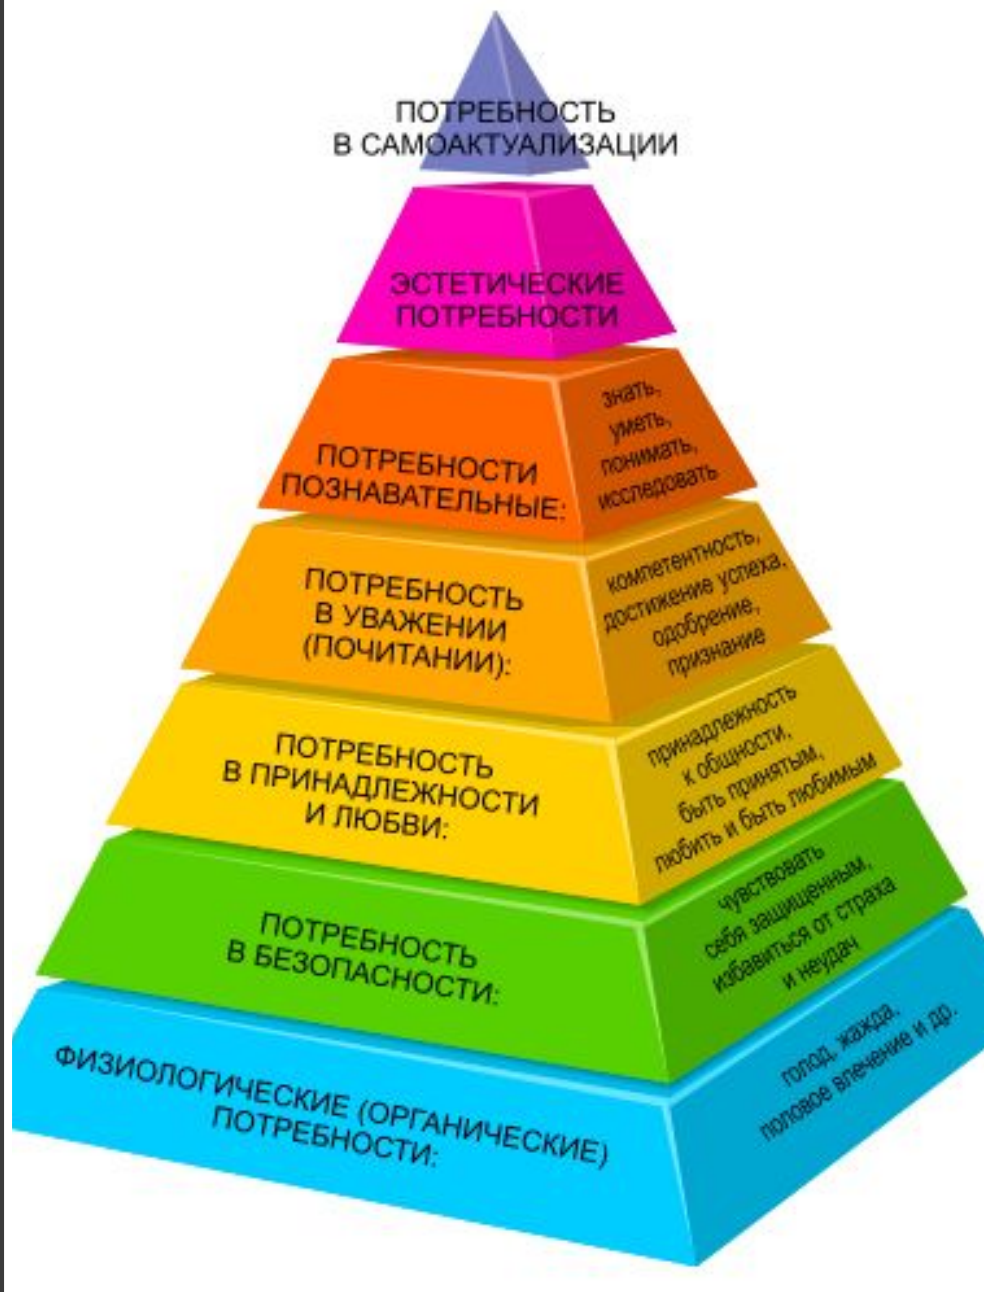 ПОТРЕБНОСТЬ
В САМОАКТУАЛИЗАЦИИ
ЭСТЕТИЧЕСКИЕ
ПОТРЕБНОСТИ
ПОТРЕБНОСТИ
ПОЗНАВАТЕЛЬНЫЕ:
знать,
уметь,
понимать,
исследовать
ПОТРЕБНОСТЬ
В УВАЖЕНИИ
(ПОЧИТАНИИ):
компетентность,
достижение успеха,
одобрение,
признание
ПОТРЕБНОСТЬ
В ПРИНАДЛЕЖНОСТИ
И ЛЮБВИ:
принадлежность
к общности,
быть принятым,
любить и быть любимым
ПОТРЕБНОСТЬ
В БЕЗОПАСНОСТИ:
чувствовать
себя защищенным,
избавиться от страха
и неудач
ФИЗИОЛОГИЧЕСКИЕ (ОРГАНИЧЕСКИЕ)
ПОТРЕБНОСТИ:
голод, жажда,
половое влечение и др.